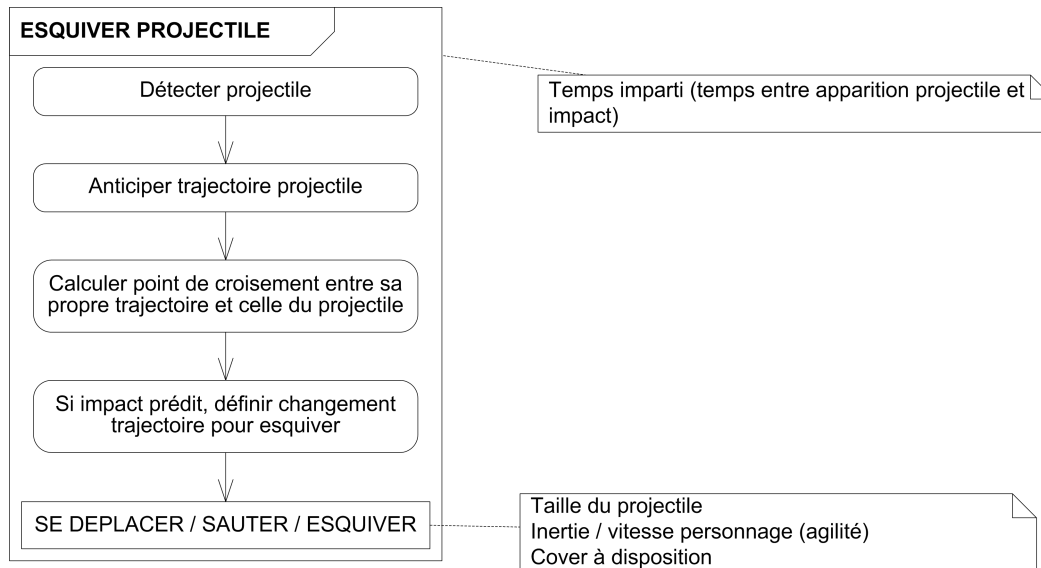 ESQUIVER PROJECTILE
Détecter projectile
Temps imparti (temps entre apparition projectile et
impact)
Anticiper trajectoire projectile
Calculer point de croisement entre sa
propre trajectoire et celle du projectile
Si impact prédit, définir changement
trajectoire pour esquiver
SE DEPLACER / SAUTER / ESQUIVER
Taille du projectile
Inertie / vitesse personnage (agilité)
Cover à disposition